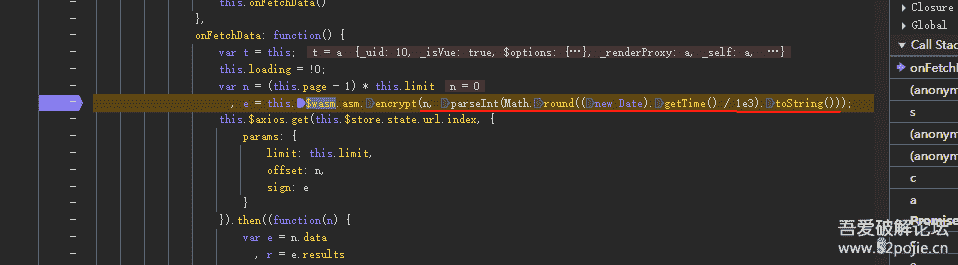 this.onFetchData()
},
onFetchData: function() {
var t = this; t = a {_uid: 10, _isVue: true, $options: {…}, _renderProxy: a, _self: a, …}
this.loading = !0;
var n = (this.page - 1) * this.limit n = 0
, e = this.$wasm.asm.encrypt(n, parseInt(Math.round((new Date).getTime() / 1e3).toString()));
this.$axios.get(this.$store.state.url.index, {
params: {
limit: this.limit,
offset: n,
sign: e
}
}).then((function(n) {
var e = n.data
, r = e.results
Closure
Global
Call Stac
onFetchI
(anonym
s
(anonym
(anonym
c
a
Promise
吾爱破解论坛
www.52pojie.cn